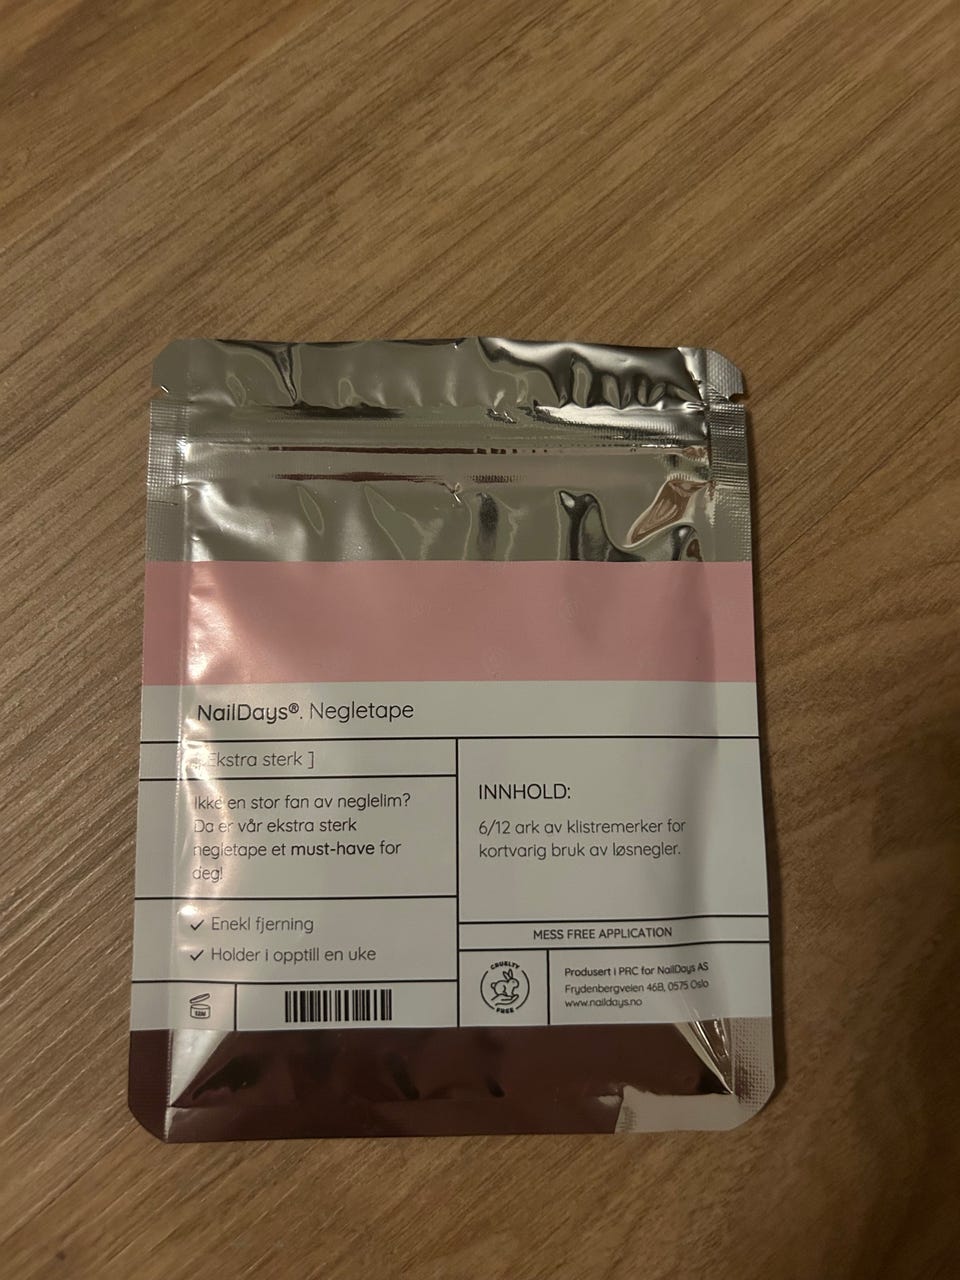 NailDays®. Negletape
[ Ekstra sterk ]
Ikke en stor fan av neglelim?
Da er vår ekstra sterk
negletape et must-have for
deg!
✓ Enekl fjerning
✓ Holder i opptill en uke
INNHOLD:
6/12 ark av klistremerker for
kortvarig bruk av løsnegler.
MESS FREE APPLICATION
CRUELTY
FREE
Produsert i PRC for NailDays AS
Frydenbergveien 46B, 0575 Oslo
www.naildays.no